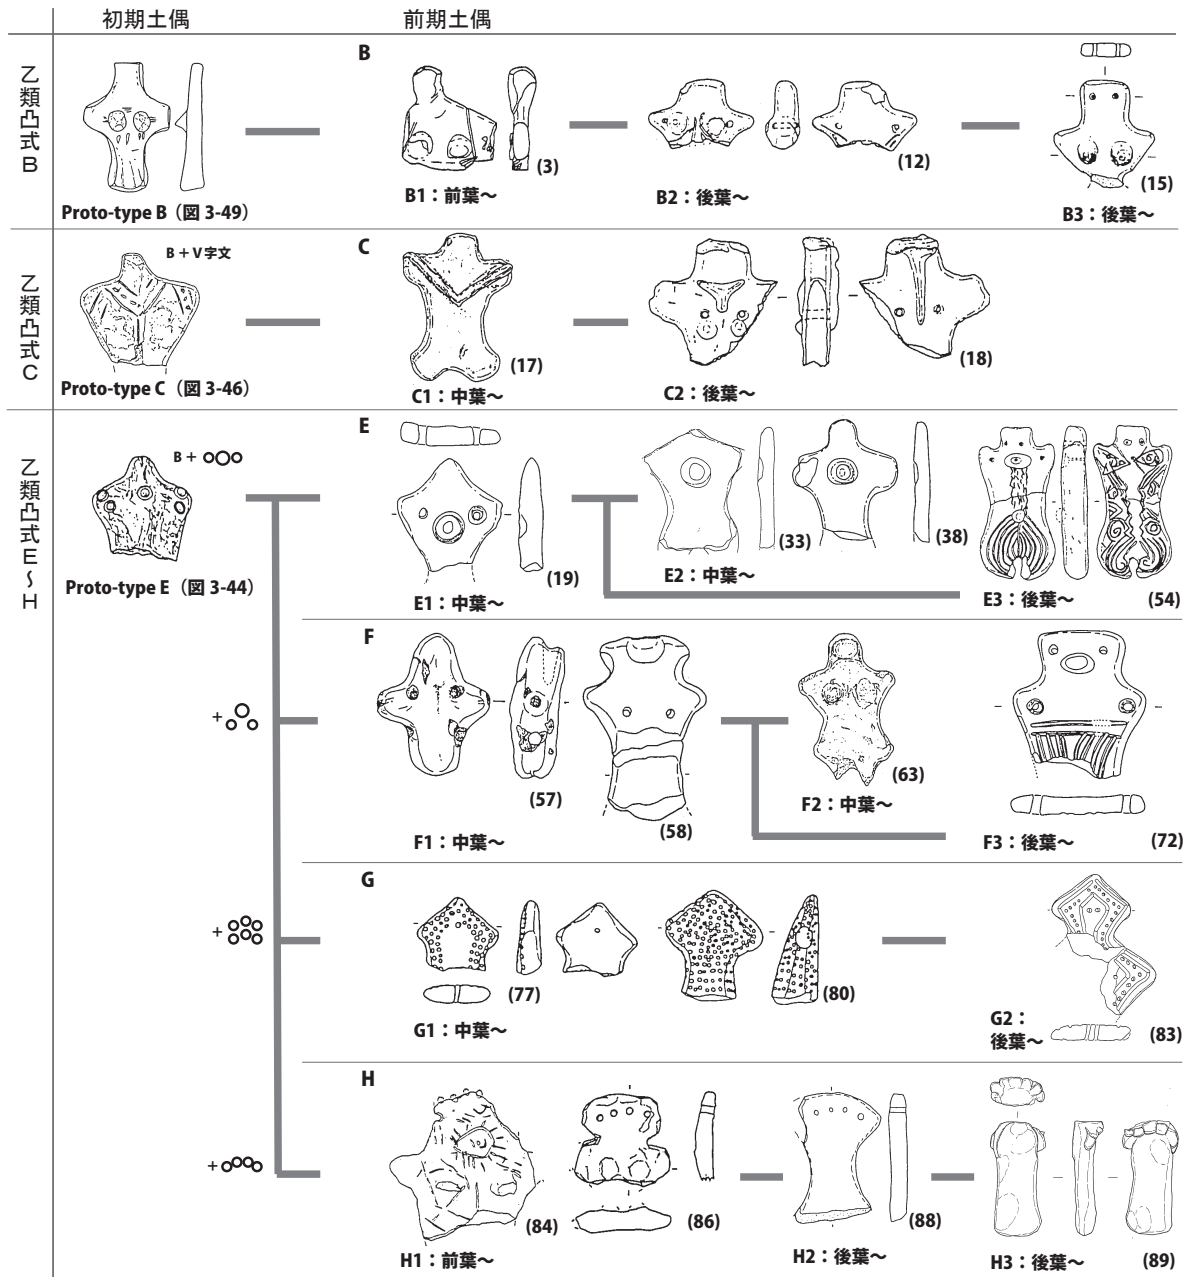 初期土偶
前期土偶
乙類凸式B
B
Proto-type B（図 3-49）
(3)
B1：前葉～
(12)
B2：後葉～
(15)
B3：後葉～
乙類凸式C
B + V 字文
Proto-type C（図 3-46）
C
(17)
C1：中葉～
(18)
C2：後葉～
乙類凸式E～H
B +
Proto-type E（図 3-44）
E
(19)
E1：中葉～
(33)
(38)
E2：中葉～
E3：後葉～
(54)
+
F
(57)
(58)
F1：中葉～
(63)
F2：中葉～
F3：後葉～
(72)
+
G
(77)
(80)
G1：中葉～
G2：
後葉～
(83)
+
H
(84)
(86)
H1：前葉～
(88)
H2：後葉～
H3：後葉～
(89)